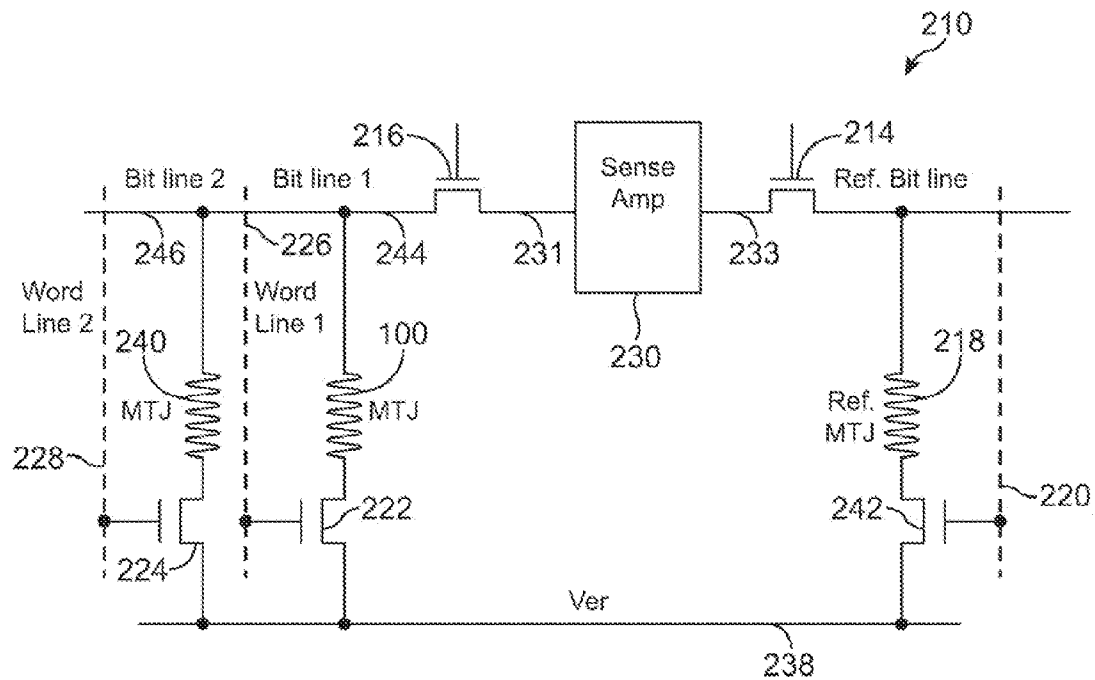 210
216
214
Sense
Amp
Bit line 2
Bit line 1
Ref. Bit line
246
226
244
231
233
Word
Line 2
Word
Line 1
230
240
100
218
MTJ
MTJ
Ref.
MTJ
228
220
222
242
224
Ver
238